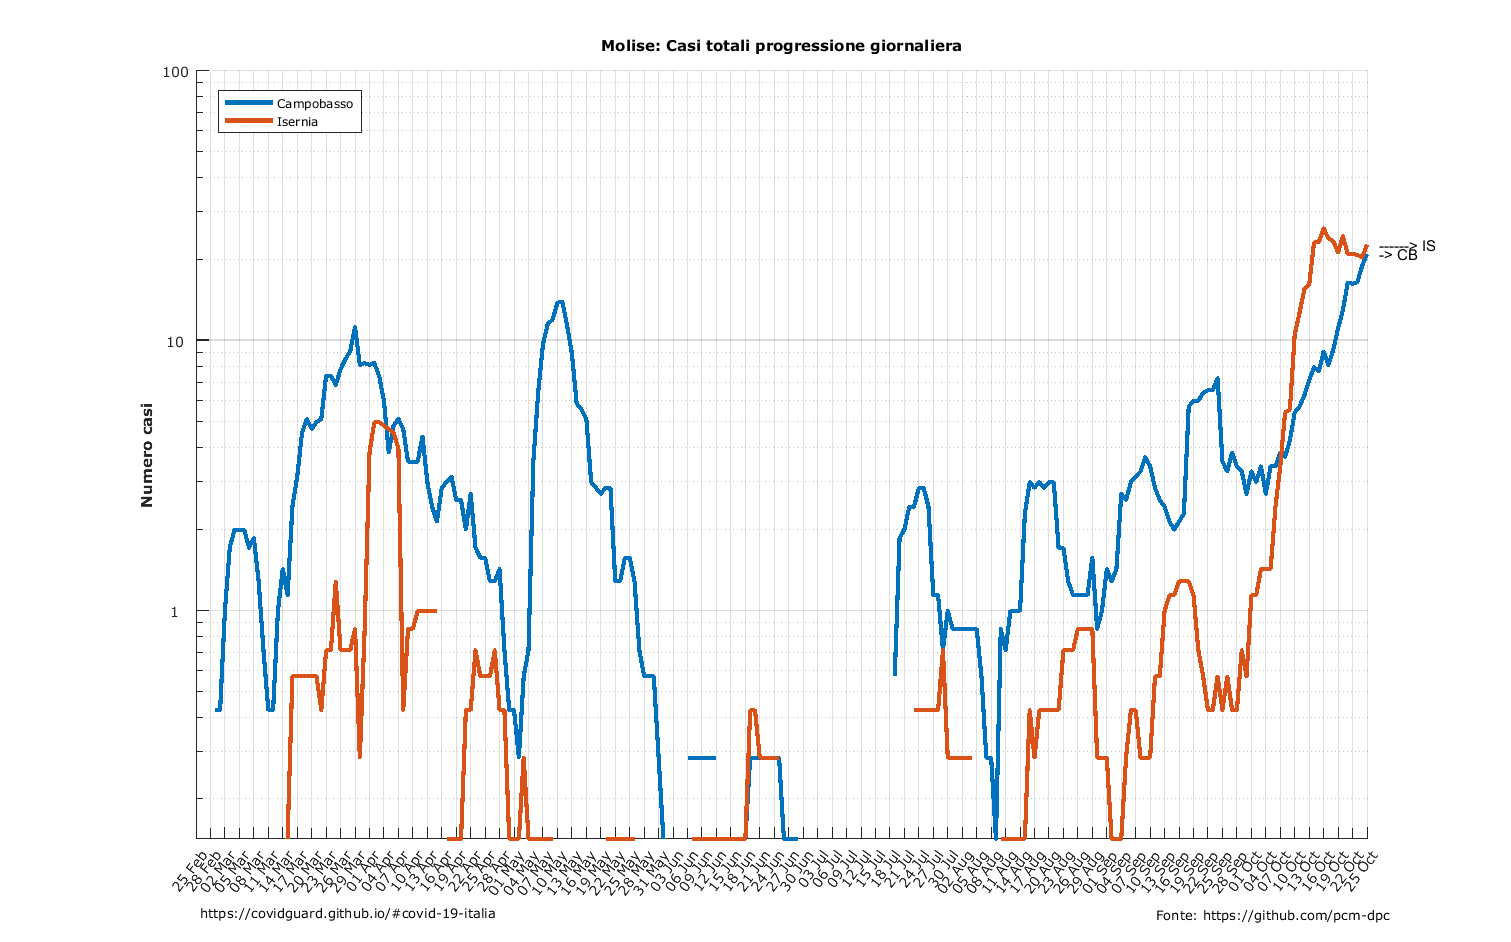 Molise: Casi totali progressione giornaliera
100
10
1
Numero casi
Campobasso
Isernia
------> IS
-> CB
25 Feb
28 Feb
02 Mar
05 Mar
08 Mar
11 Mar
14 Mar
17 Mar
20 Mar
23 Mar
26 Mar
29 Mar
01 Apr
04 Apr
07 Apr
10 Apr
13 Apr
16 Apr
19 Apr
22 Apr
25 Apr
28 Apr
01 May
04 May
07 May
10 May
13 May
16 May
19 May
22 May
25 May
28 May
31 May
03 Jun
06 Jun
09 Jun
12 Jun
15 Jun
18 Jun
21 Jun
24 Jun
27 Jun
30 Jun
03 Jul
06 Jul
09 Jul
12 Jul
15 Jul
18 Jul
21 Jul
24 Jul
27 Jul
30 Jul
02 Aug
05 Aug
08 Aug
11 Aug
14 Aug
17 Aug
20 Aug
23 Aug
26 Aug
29 Aug
01 Sep
04 Sep
07 Sep
10 Sep
13 Sep
16 Sep
19 Sep
22 Sep
25 Sep
28 Sep
01 Oct
04 Oct
07 Oct
10 Oct
13 Oct
16 Oct
19 Oct
22 Oct
25 Oct
https://covidguard.github.io/#covid-19-italia
Fonte: https://github.com/pcm-dpc